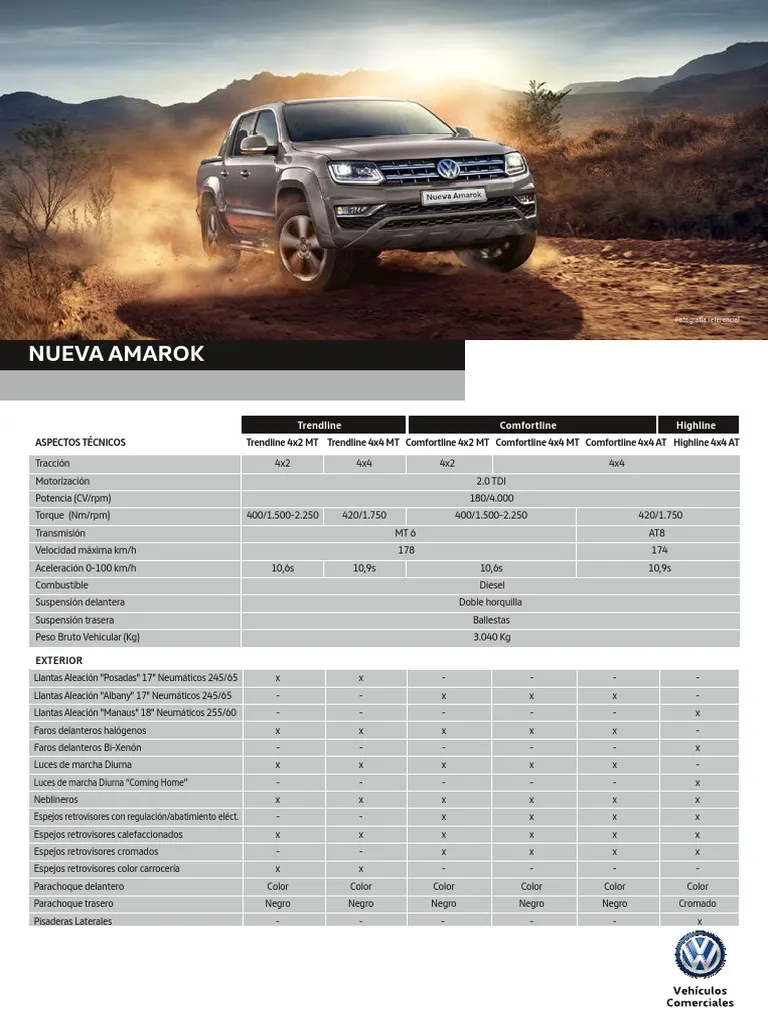 Nueva Amarok
Fotografía referencial
NUEVA AMAROK
Trendline Comfortline Highline
ASPECTOS TÉCNICOS Trendline 4x2 MT Trendline 4x4 MT Comfortline 4x2 MT Comfortline 4x4 MT Comfortline 4x4 AT Highline 4x4 AT
Tracción 4x2 4x4 4x2 4x4
Motorización 2.0 TDI
Potencia (CV/rpm) 180/4.000
Torque (Nm/rpm) 400/1.500-2.250 420/1.750 400/1.500-2.250 420/1.750
Transmisión MT 6 AT8
Velocidad máxima km/h 178 174
Aceleración 0-100 km/h 10,6s 10,9s 10,6s 10,9s
Combustible Diesel
Suspensión delantera Doble horquilla
Suspensión trasera Ballestas
Peso Bruto Vehicular (Kg) 3.040 Kg
EXTERIOR
Llantas Aleación "Posadas" 17" Neumáticos 245/65 x x - - - -
Llantas Aleación "Albany" 17" Neumáticos 245/65 - - x x x -
Llantas Aleación "Manaus" 18" Neumáticos 255/60 - - - - - x
Faros delanteros halógenos x x x x x -
Faros delanteros Bi-Xenón - - - - - x
Luces de marcha Diurna x x x x x -
Luces de marcha Diurna "Coming Home" - - - - - x
Neblineros x x x x x x
Espejos retrovisores con regulación/abatimiento eléct. - - x x x x
Espejos retrovisores calefaccionados x x x x x x
Espejos retrovisores cromados - - x x x x
Espejos retrovisores color carrocería x x - - - -
Parachoque delantero Color Color Color Color Color Color
Parachoque trasero Negro Negro Negro Negro Negro Cromado
Pisaderas Laterales - - - - - x
Vehículos
Comerciales